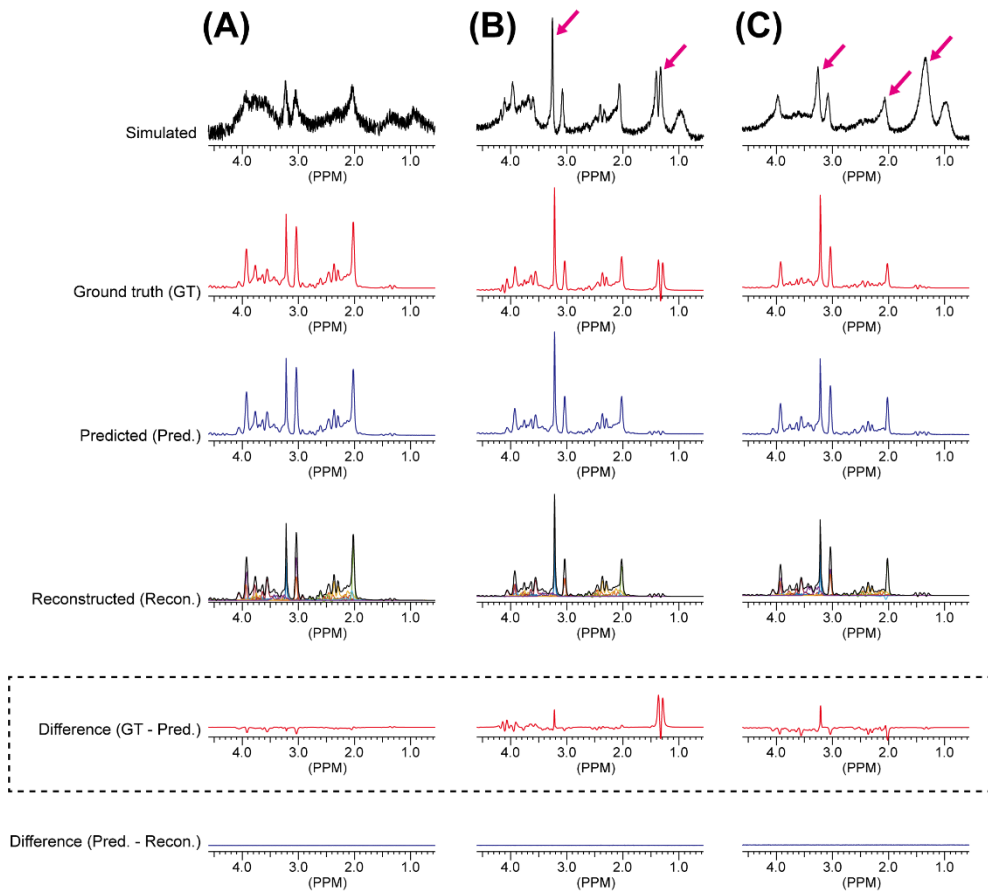 (A) (B) (C)
Simulated
4.0 3.0 2.0 1.0 4.0 3.0 2.0 1.0 4.0 3.0 2.0 1.0
(PPM) (PPM) (PPM)
Ground truth (GT)
4.0 3.0 2.0 1.0 4.0 3.0 2.0 1.0 4.0 3.0 2.0 1.0
(PPM) (PPM) (PPM)
Predicted (Pred.)
4.0 3.0 2.0 1.0 4.0 3.0 2.0 1.0 4.0 3.0 2.0 1.0
(PPM) (PPM) (PPM)
Reconstructed (Recon.)
4.0 3.0 2.0 1.0 4.0 3.0 2.0 1.0 4.0 3.0 2.0 1.0
(PPM) (PPM) (PPM)
Difference (GT - Pred.)
4.0 3.0 2.0 1.0 4.0 3.0 2.0 1.0 4.0 3.0 2.0 1.0
(PPM) (PPM) (PPM)
Difference (Pred. - Recon.)
4.0 3.0 2.0 1.0 4.0 3.0 2.0 1.0 4.0 3.0 2.0 1.0
(PPM) (PPM) (PPM)